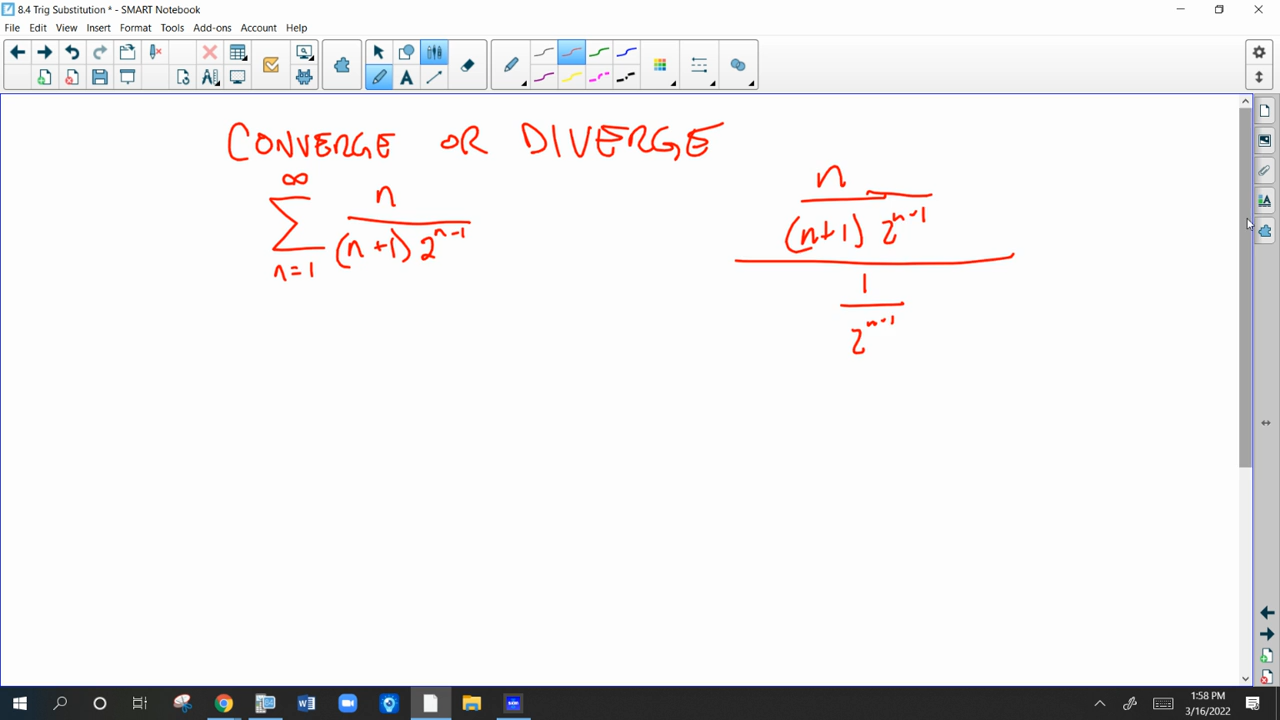 8.4 Trig Substitution * - SMART Notebook
File Edit View Insert Format Tools Add-ons Account Help
CONVERGE OR DIVERGE
∞
Σ n/((n+1) 2^(n-1))
n=1
n
(n+1) 2^(n-1)
1
2^(n-1)
1:58 PM
3/16/2022